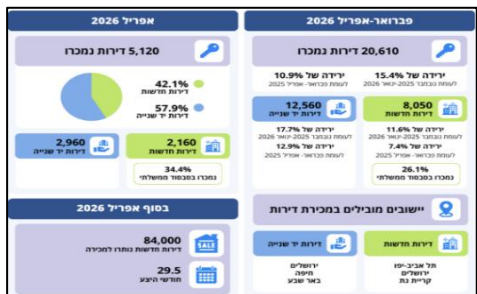 פברואר-אפריל 2026
20,610 דירות נמכרו
ירידה של 15.4%
לעומת נובמבר 2025-ינואר 2026
ירידה של 10.9%
לעומת פברואר-אפריל 2025
8,050
דירות חדשות
12,560
דירות יד שנייה
ירידה של 11.6%
לעומת נובמבר 2025-ינואר 2026
ירידה של 7.4%
לעומת פברואר-אפריל 2025
ירידה של 17.7%
לעומת נובמבר 2025-ינואר 2026
ירידה של 12.9%
לעומת פברואר-אפריל 2025
26.1%
נמכרו בסבסוד ממשלתי
יישובים מובילים במכירת דירות
דירות חדשות
דירות יד שנייה
תל אביב-יפו
ירושלים
קריית גת
ירושלים
חיפה
באר שבע
אפריל 2026
5,120 דירות נמכרו
42.1%
דירות חדשות
57.9%
דירות יד שנייה
2,160
דירות חדשות
2,960
דירות יד שנייה
34.4%
נמכרו בסבסוד ממשלתי
בסוף אפריל 2026
84,000
דירות חדשות נותרו למכירה
SALE
29.5
חודשי היצע